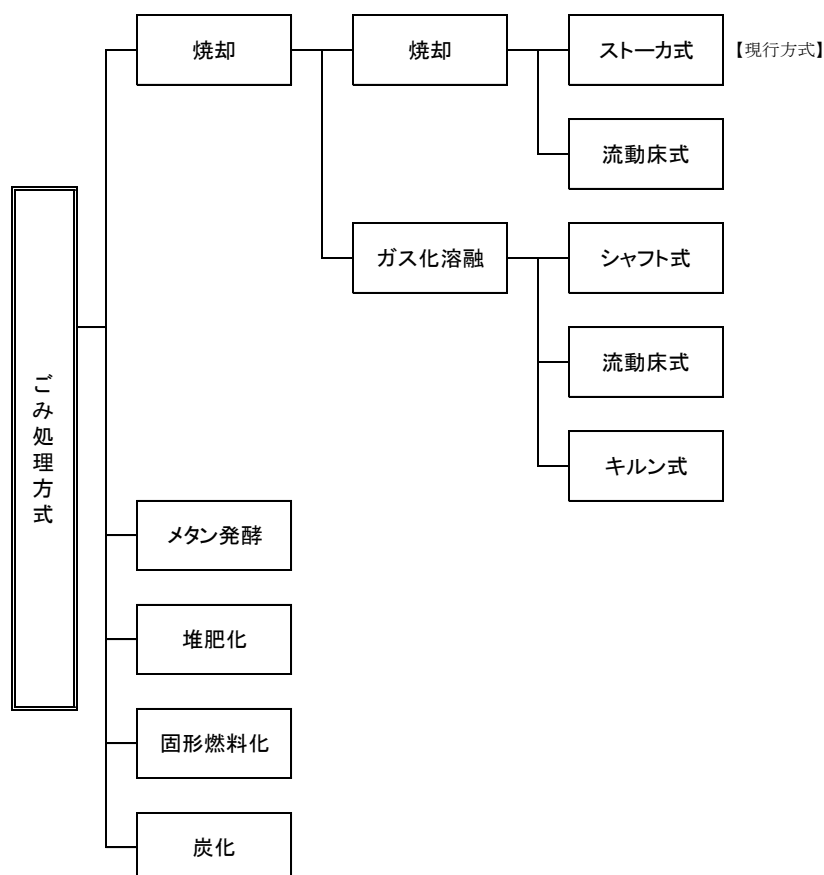 焼却
焼却
ストーカ式
【現行方式】
流動床式
ガス化溶融
シャフト式
流動床式
キルン式
ごみ処理方式
メタン発酵
堆肥化
固形燃料化
炭化